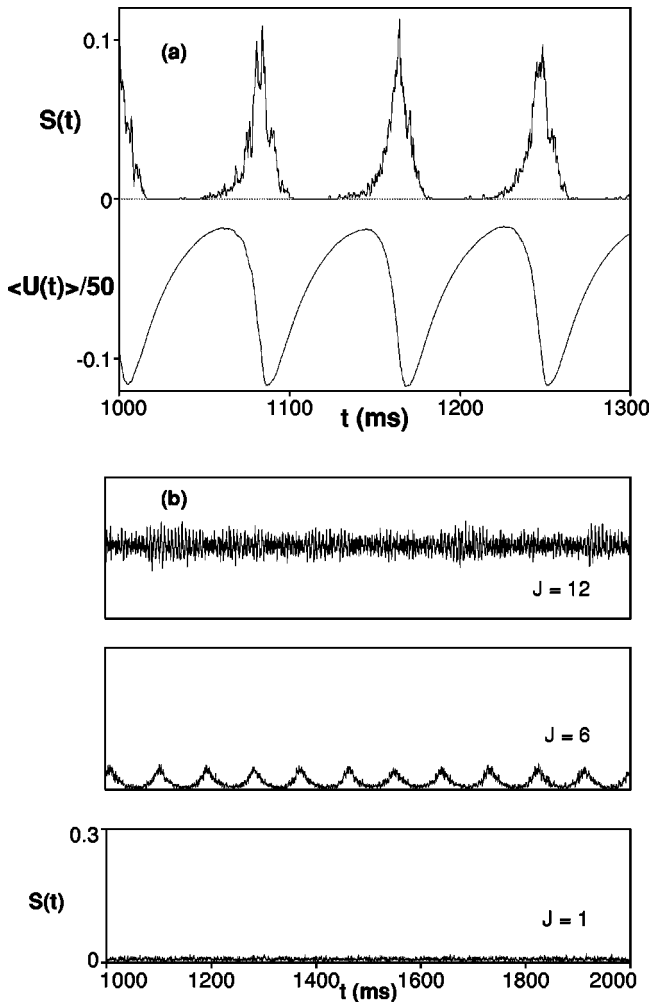 0.1
(a)
S(t)
0
<U(t)>/50
-0.1
1000
1100
1200
1300
t (ms)
(b)
J = 12
J = 6
0.3
S(t)
J = 1
0
1000
1200
1400
t (ms)
1600
1800
2000